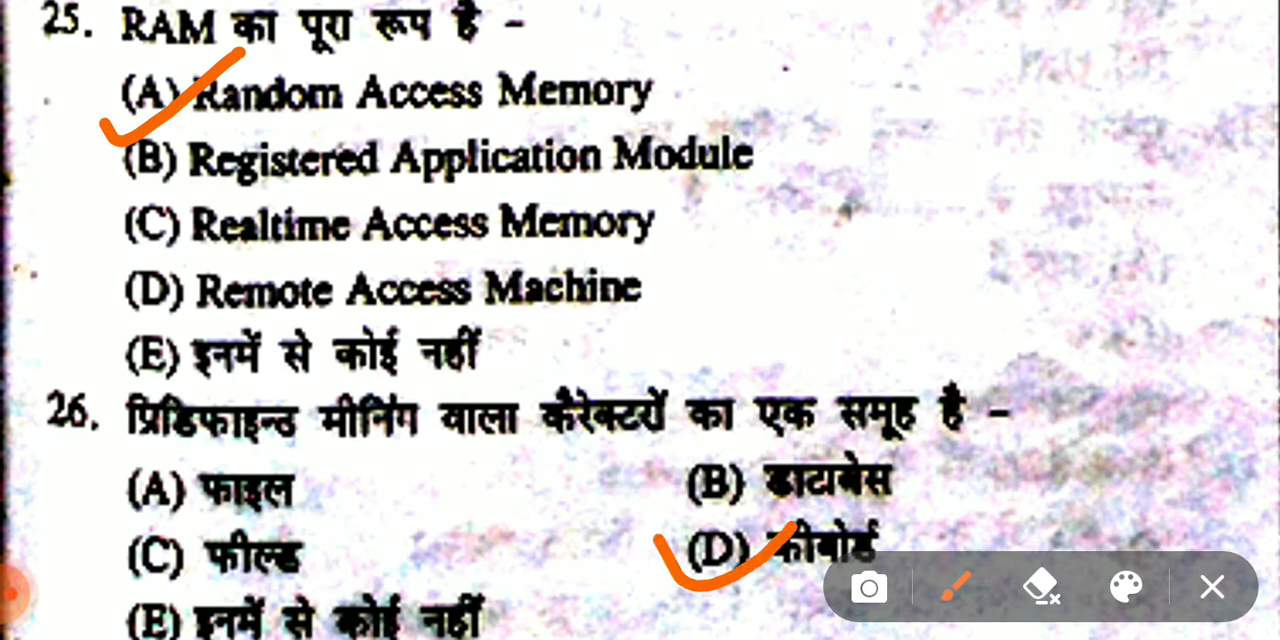 25. RAM का पूरा रूप है -
(A) Random Access Memory
(B) Registered Application Module
(C) Realtime Access Memory
(D) Remote Access Machine
(E) इनमें से कोई नहीं
26. प्रिडिफाइन्ड मीनिंग वाला कैरेक्टरों का एक समूह है -
(A) फाइल (B) डाटाबेस
(C) फील्ड (D) कीबोर्ड
(E) इनमें से कोई नहीं